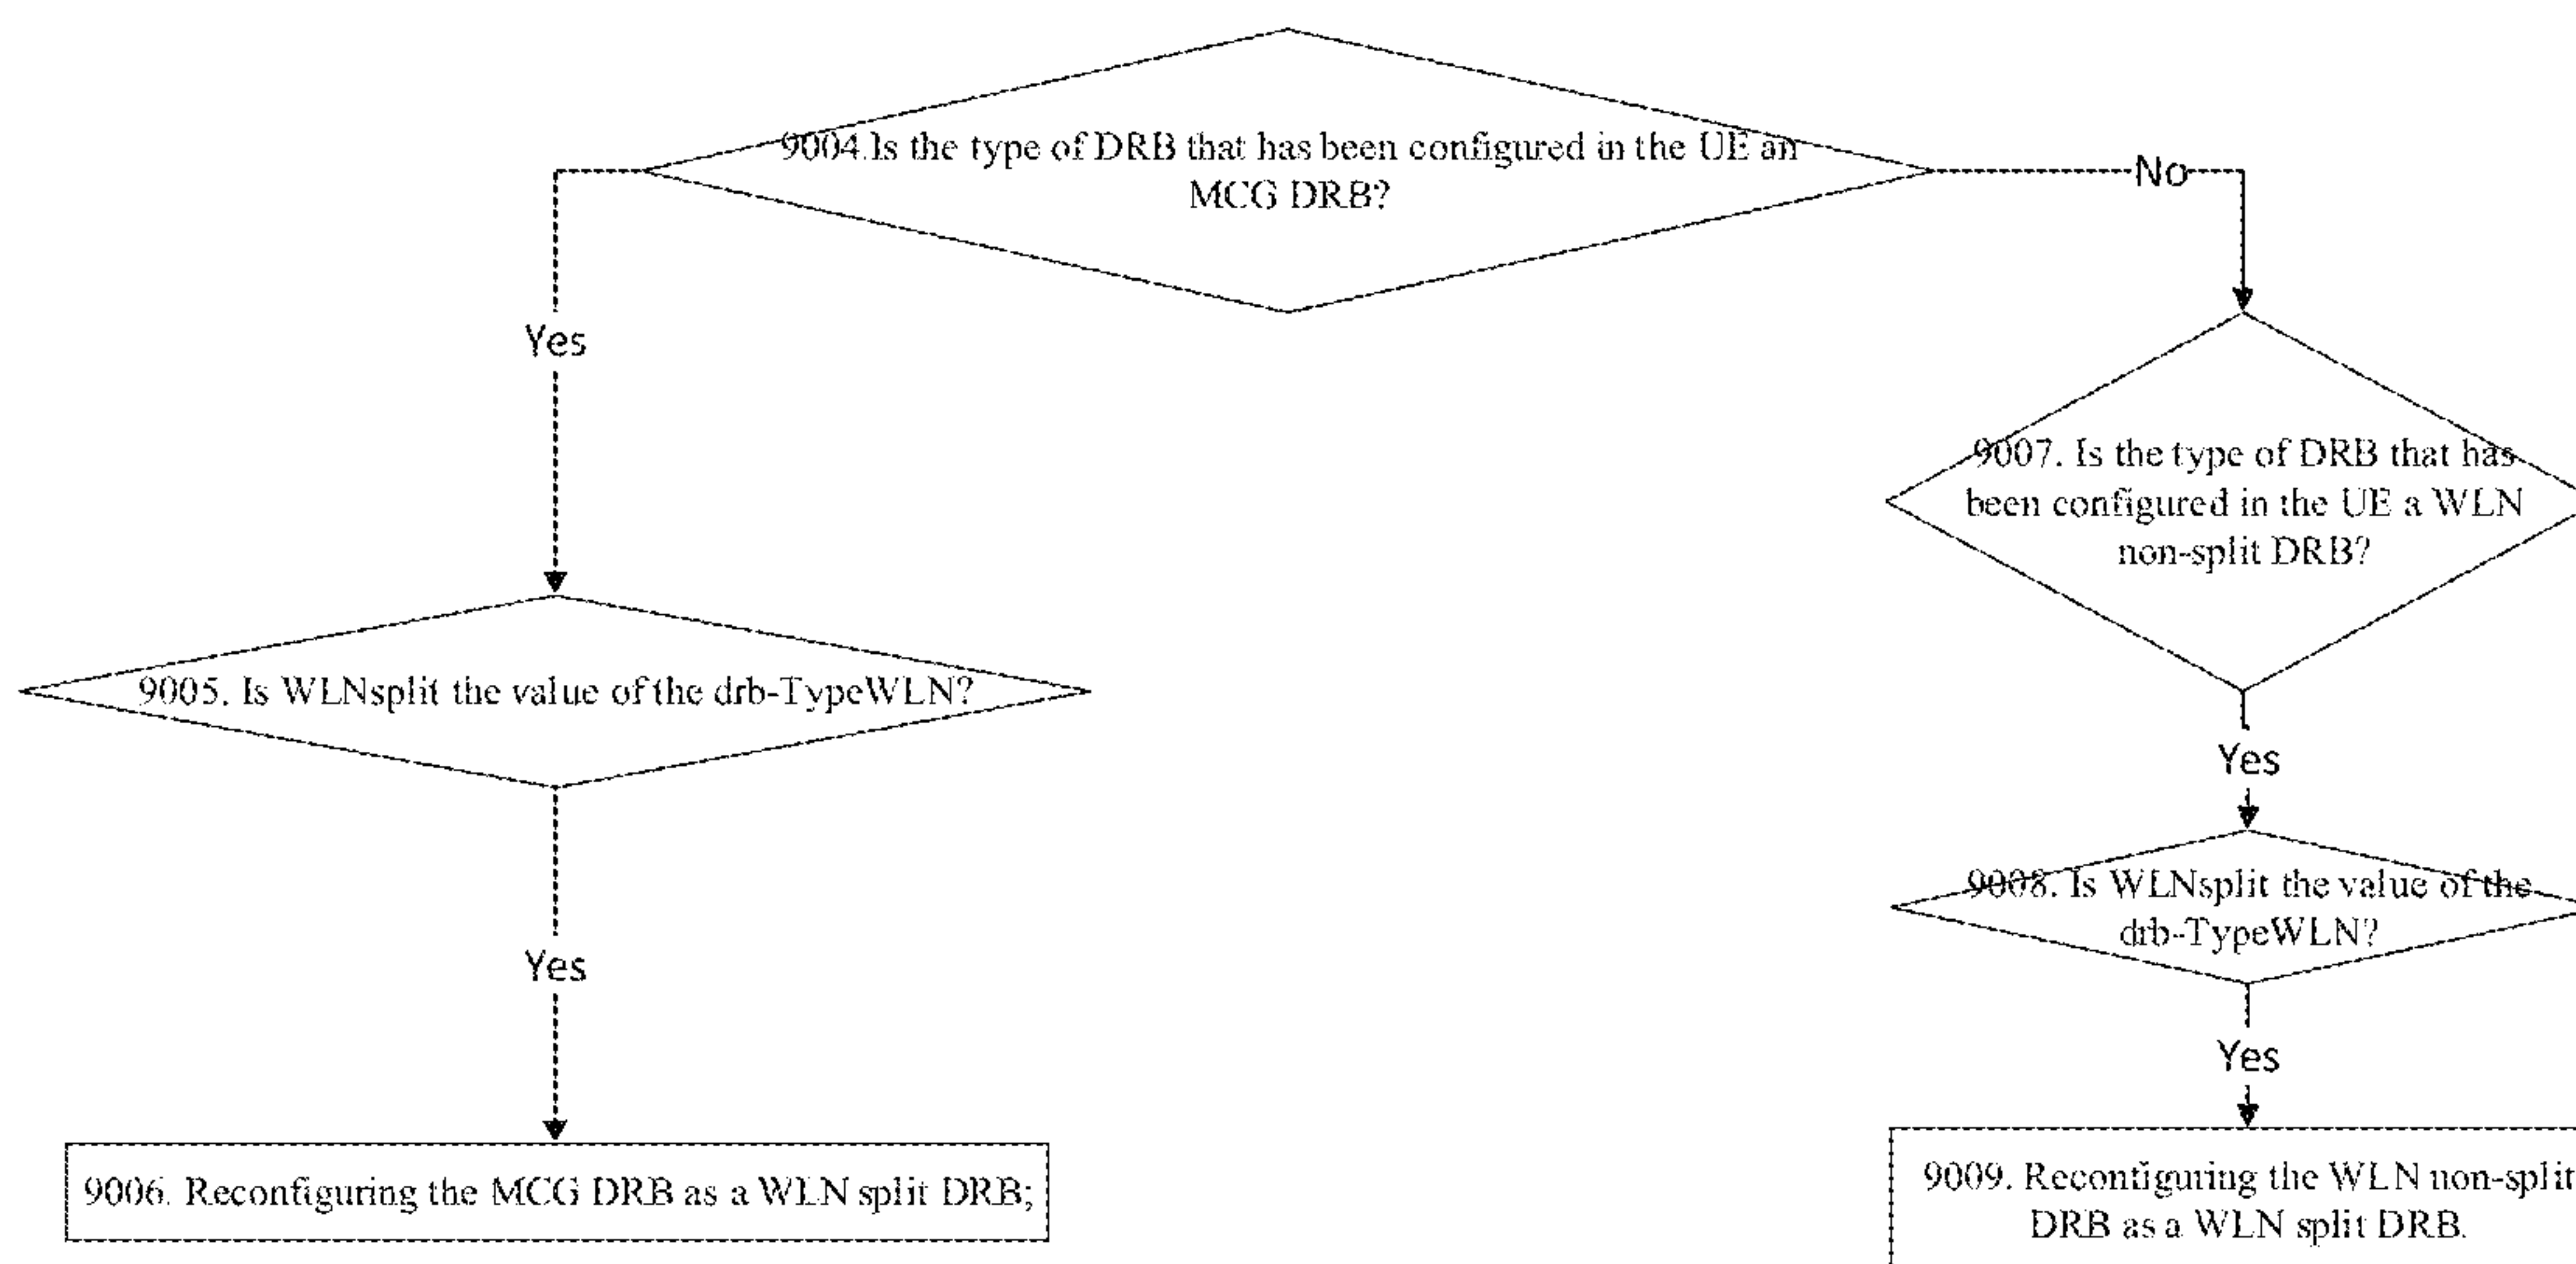 9004.Is the type of DRB that has been configured in the UE an
MCG DRB?
No
Yes
9007. Is the type of DRB that has
been configured in the UE a WLN
non-split DRB?
9005. Is WLNsplit the value of the drb-TypeWLN?
Yes
9008. Is WLNsplit the value of the
drb-TypeWLN?
Yes
Yes
9006. Reconfiguring the MCG DRB as a WLN split DRB;
9009. Reconfiguring the WLN non-split
DRB as a WLN split DRB.